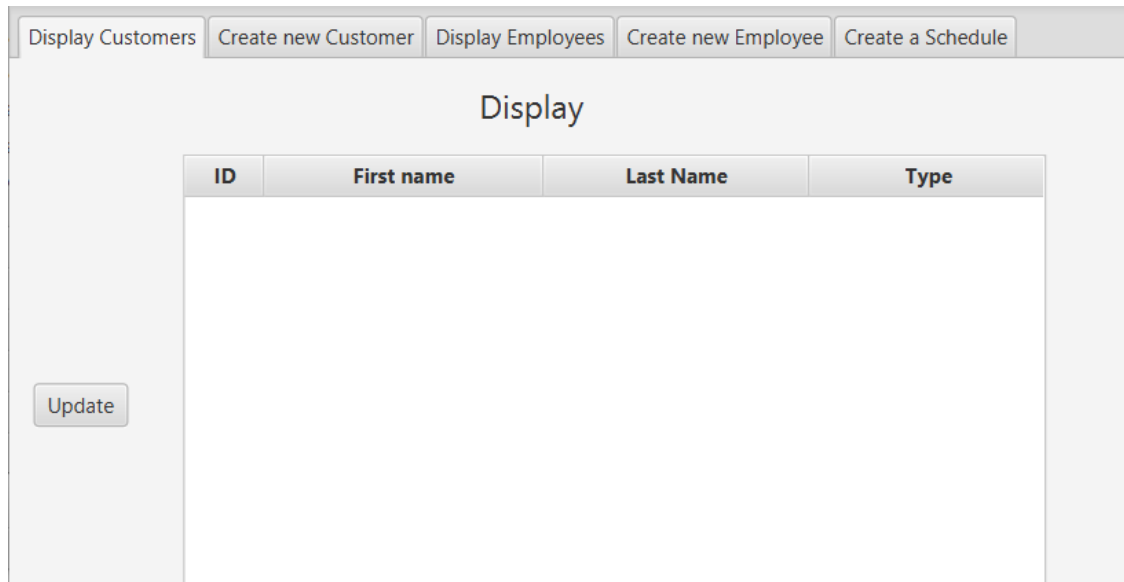 Display Customers Create new Customer Display Employees Create new Employee Create a Schedule
Display
ID First name Last Name Type
Update